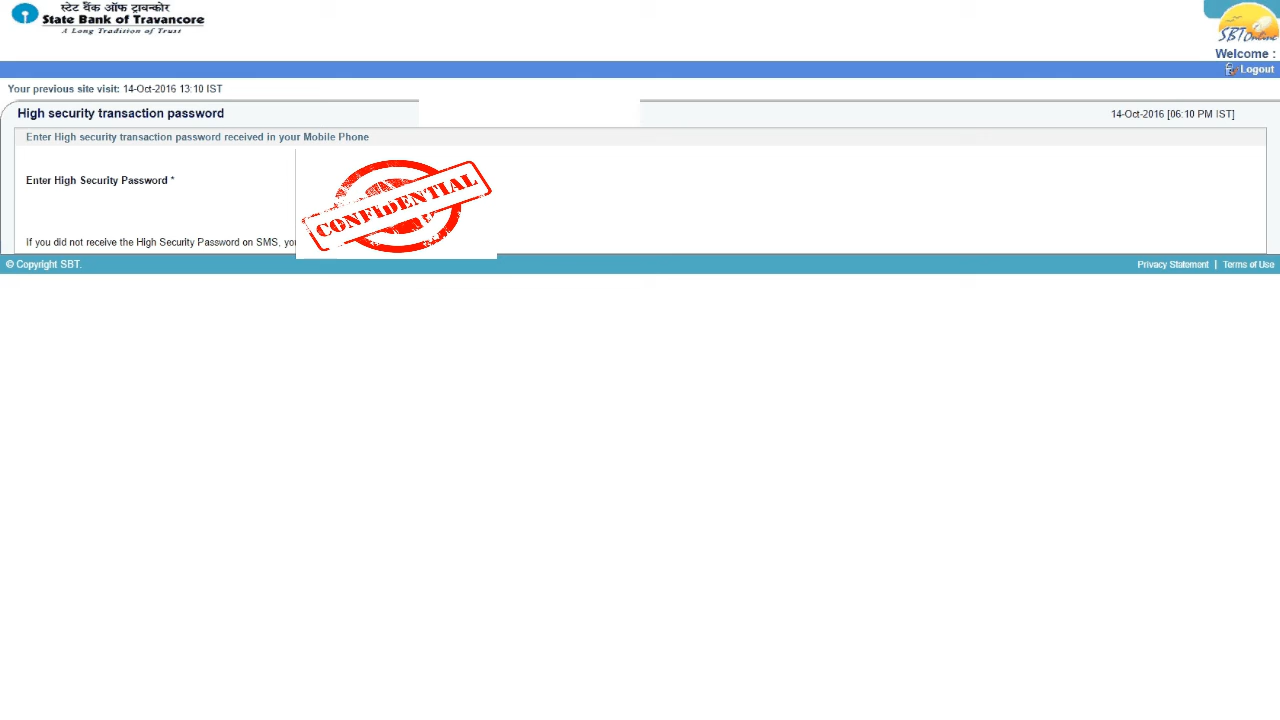 स्टेट बैंक ऑफ ट्रावनकोर
State Bank of Travancore
A Long Tradition of Trust
SBTOnline
Welcome :
Logout
Your previous site visit: 14-Oct-2016 13:10 IST
High security transaction password
14-Oct-2016 [06:10 PM IST]
Enter High security transaction password received in your Mobile Phone
Enter High Security Password *
CONFIDENTIAL
If you did not receive the High Security Password on SMS,
© Copyright SBT.
Privacy Statement | Terms of Use